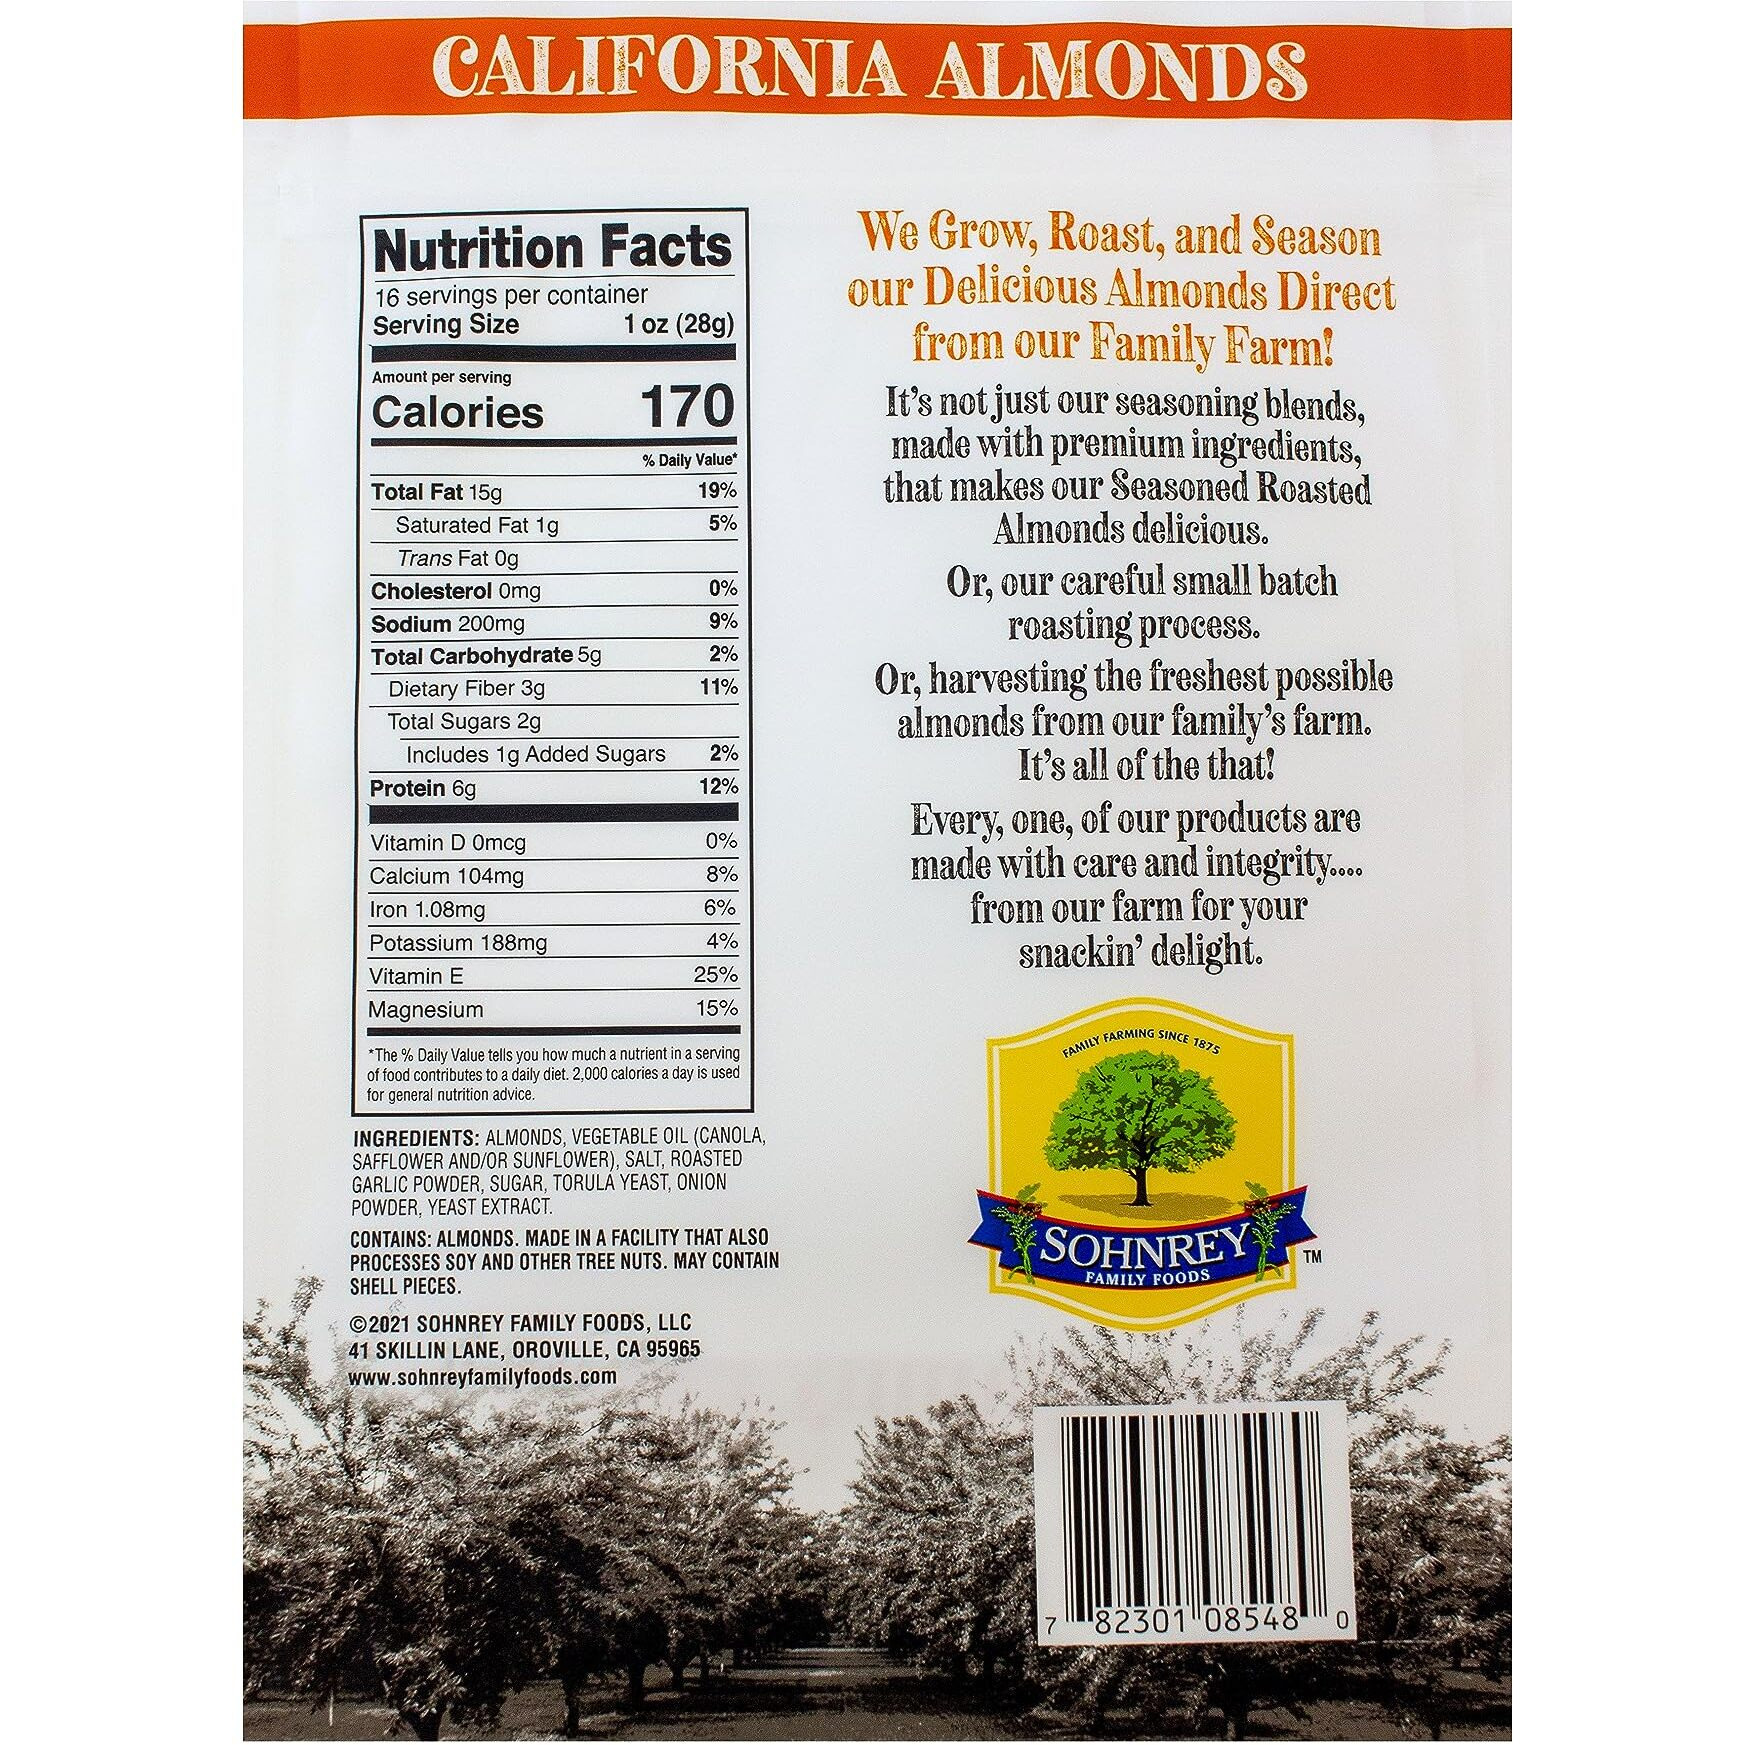 CALIFORNIA ALMONDS
Nutrition Facts
16 servings per container
Serving Size 1 oz (28g)
Amount per serving
Calories 170
% Daily Value*
Total Fat 15g 19%
Saturated Fat 1g 5%
Trans Fat 0g
Cholesterol 0mg 0%
Sodium 200mg 9%
Total Carbohydrate 5g 2%
Dietary Fiber 3g 11%
Total Sugars 2g
Includes 1g Added Sugars 2%
Protein 6g 12%
Vitamin D 0mcg 0%
Calcium 104mg 8%
Iron 1.08mg 6%
Potassium 188mg 4%
Vitamin E 25%
Magnesium 15%
*The % Daily Value tells you how much a nutrient in a serving
of food contributes to a daily diet. 2,000 calories a day is used
for general nutrition advice.
INGREDIENTS: ALMONDS, VEGETABLE OIL (CANOLA,
SAFFLOWER AND/OR SUNFLOWER), SALT, ROASTED
GARLIC POWDER, SUGAR, TORULA YEAST, ONION
POWDER, YEAST EXTRACT.
CONTAINS: ALMONDS. MADE IN A FACILITY THAT ALSO
PROCESSES SOY AND OTHER TREE NUTS. MAY CONTAIN
SHELL PIECES.
©2021 SOHNREY FAMILY FOODS, LLC
41 SKILLIN LANE, OROVILLE, CA 95965
www.sohnreyfamilyfoods.com
We Grow, Roast, and Season
our Delicious Almonds Direct
from our Family Farm!
It's not just our seasoning blends,
made with premium ingredients,
that makes our Seasoned Roasted
Almonds delicious.
Or, our careful small batch
roasting process.
Or, harvesting the freshest possible
almonds from our family's farm.
It's all of the that!
Every, one, of our products are
made with care and integrity....
from our farm for your
snackin' delight.
FAMILY FARMING SINCE 1875
SOHNREY
FAMILY FOODS
TM
7 82301 08548 0